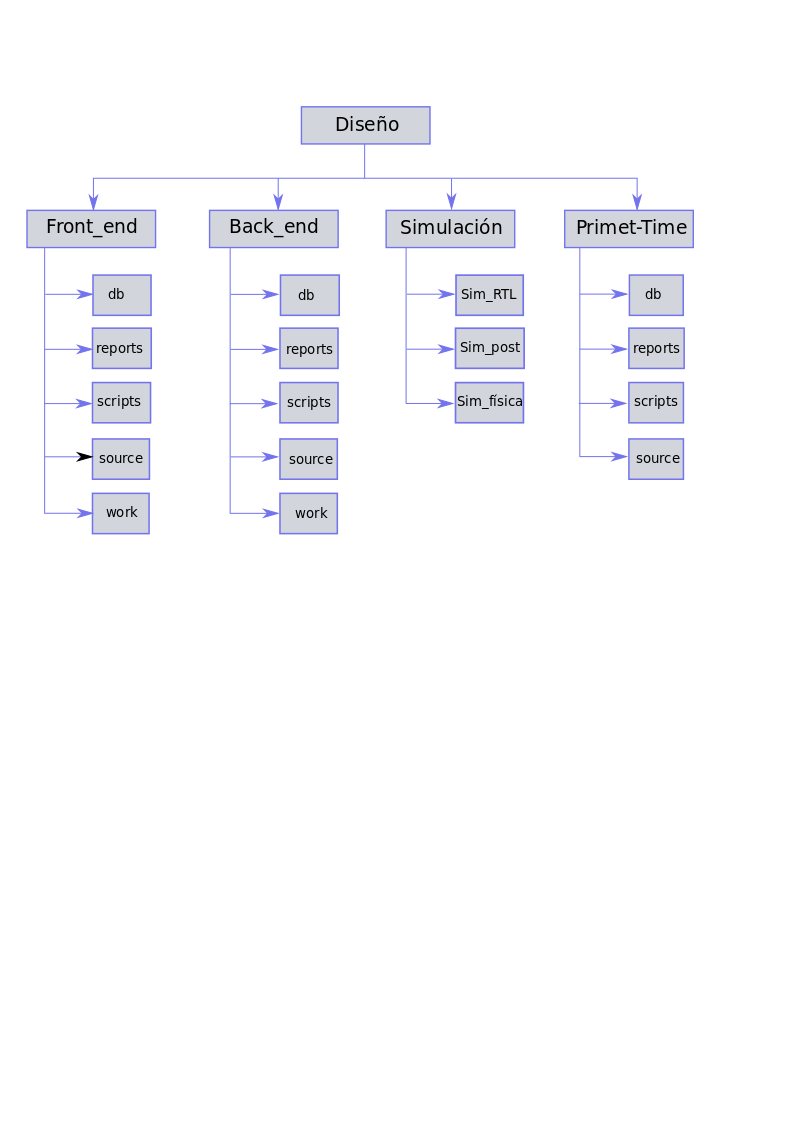 Diseño
Front_end
Back_end
Simulación
Primet-Time
db
reports
scripts
source
work
db
reports
scripts
source
work
Sim_RTL
Sim_post
Sim_física
db
reports
scripts
source